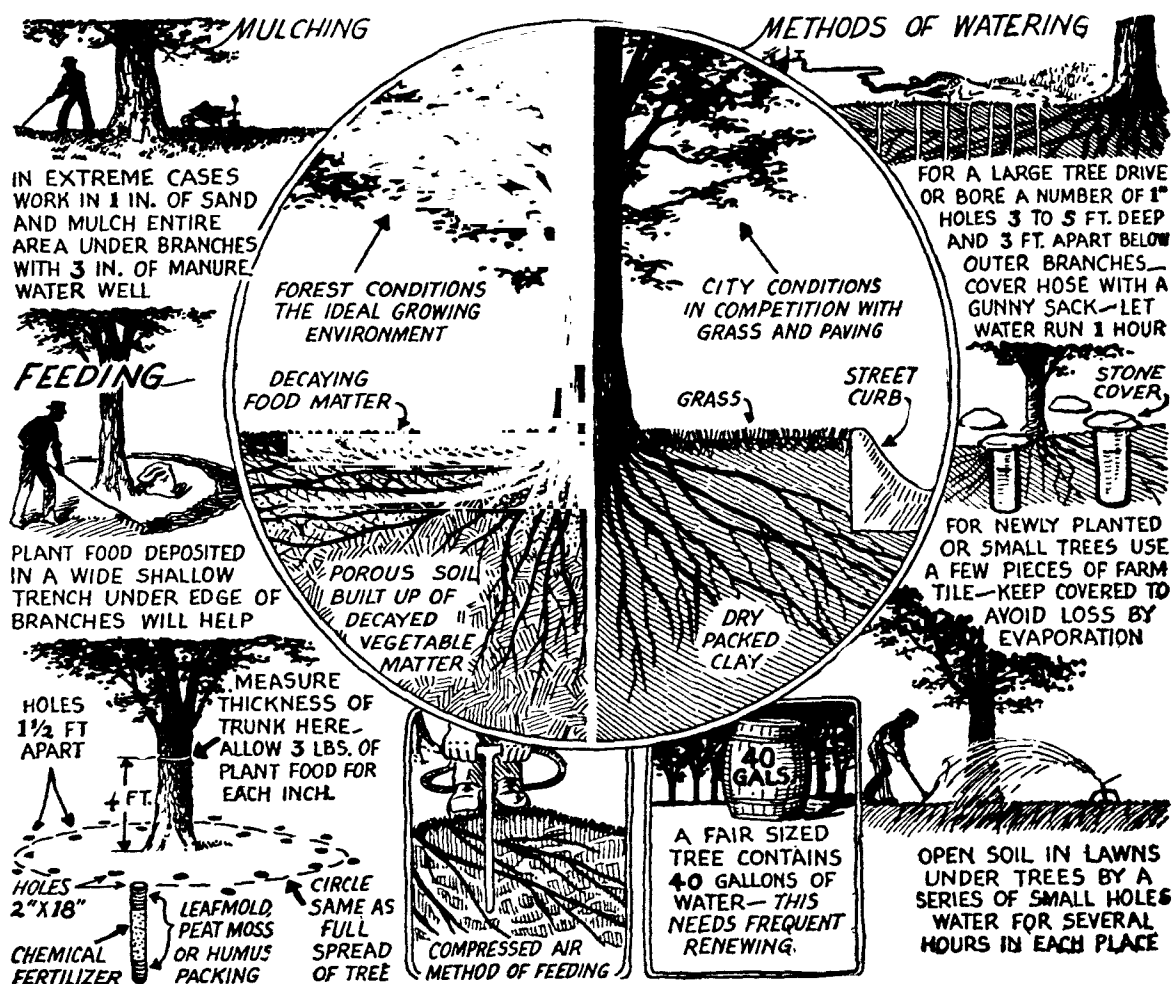 MULCHING
IN EXTREME CASES
WORK IN 1 IN. OF SAND
AND MULCH ENTIRE
AREA UNDER BRANCHES
WITH 3 IN. OF MANURE
WATER WELL
FEEDING
PLANT FOOD DEPOSITED
IN A WIDE SHALLOW
TRENCH UNDER EDGE OF
BRANCHES WILL HELP
HOLES
1 1/2 FT
APART
MEASURE
THICKNESS OF
TRUNK HERE-
ALLOW 3 LBS. OF
PLANT FOOD FOR
EACH INCH.
4 FT.
HOLES
2"X18"
CHEMICAL
FERTILIZER
LEAFMOLD,
PEAT MOSS
OR HUMUS
PACKING
CIRCLE
SAME AS
FULL
SPREAD
OF TREE
FOREST CONDITIONS
THE IDEAL GROWING
ENVIRONMENT
DECAYING
FOOD MATTER
POROUS SOIL
BUILT UP OF
DECAYED
VEGETABLE
MATTER
CITY CONDITIONS
IN COMPETITION WITH
GRASS AND PAVING
GRASS
STREET
CURB
DRY
PACKED
CLAY
COMPRESSED AIR
METHOD OF FEEDING
40
GALS.
A FAIR SIZED
TREE CONTAINS
40 GALLONS OF
WATER— THIS
NEEDS FREQUENT
RENEWING.
METHODS OF WATERING
FOR A LARGE TREE DRIVE
OR BORE A NUMBER OF 1"
HOLES 3 TO 5 FT. DEEP
AND 3 FT. APART BELOW
OUTER BRANCHES—
COVER HOSE WITH A
GUNNY SACK—LET
WATER RUN 1 HOUR
STONE
COVER
FOR NEWLY PLANTED
OR SMALL TREES USE
A FEW PIECES OF FARM
TILE—KEEP COVERED TO
AVOID LOSS BY
EVAPORATION
OPEN SOIL IN LAWNS
UNDER TREES BY A
SERIES OF SMALL HOLES
WATER FOR SEVERAL
HOURS IN EACH PLACE